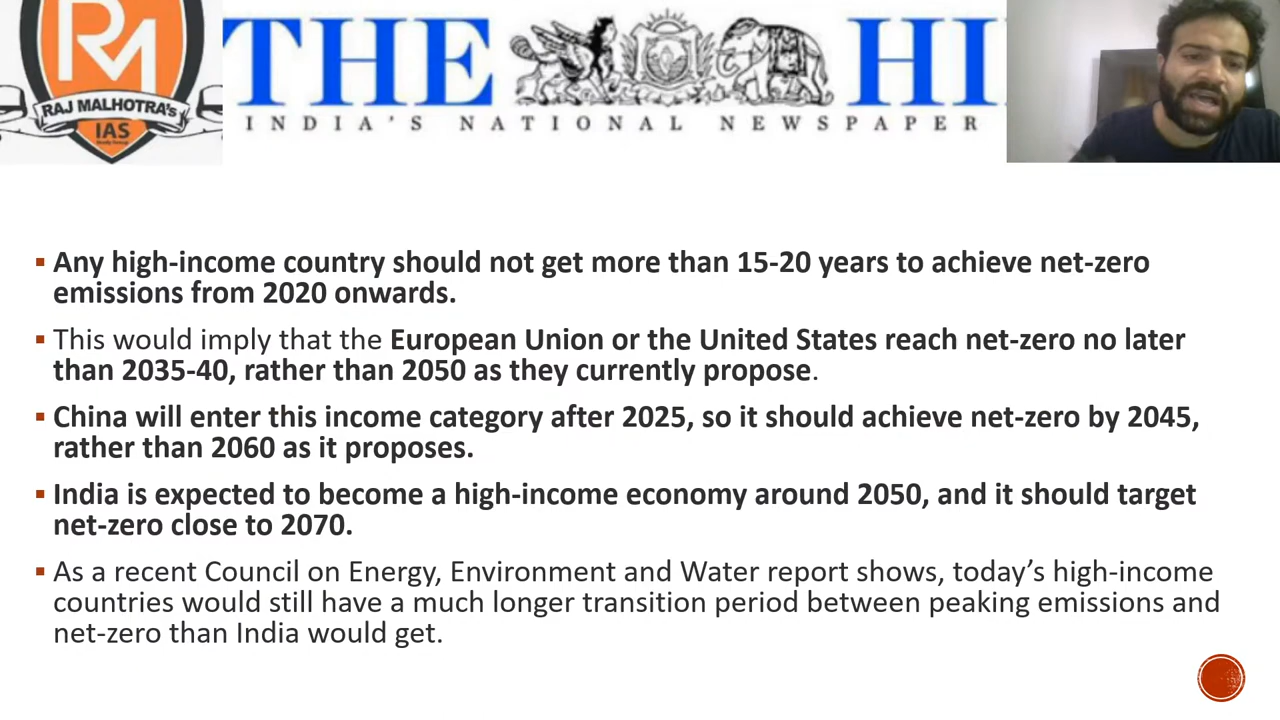 RM
RAJ MALHOTRA's
IAS
THE HI
INDIA'S NATIONAL NEWSPAPER
Any high-income country should not get more than 15-20 years to achieve net-zero
emissions from 2020 onwards.
This would imply that the European Union or the United States reach net-zero no later
than 2035-40, rather than 2050 as they currently propose.
China will enter this income category after 2025, so it should achieve net-zero by 2045,
rather than 2060 as it proposes.
India is expected to become a high-income economy around 2050, and it should target
net-zero close to 2070.
As a recent Council on Energy, Environment and Water report shows, today’s high-income
countries would still have a much longer transition period between peaking emissions and
net-zero than India would get.